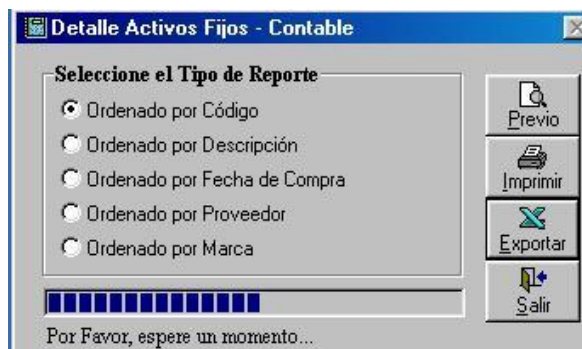 Detalle Activos Fijos - Contable
Seleccione el Tipo de Reporte
Ordenado por Código
Ordenado por Descripción
Ordenado por Fecha de Compra
Ordenado por Proveedor
Ordenado por Marca
Previo
Imprimir
Exportar
Salir
Por Favor, espere un momento...